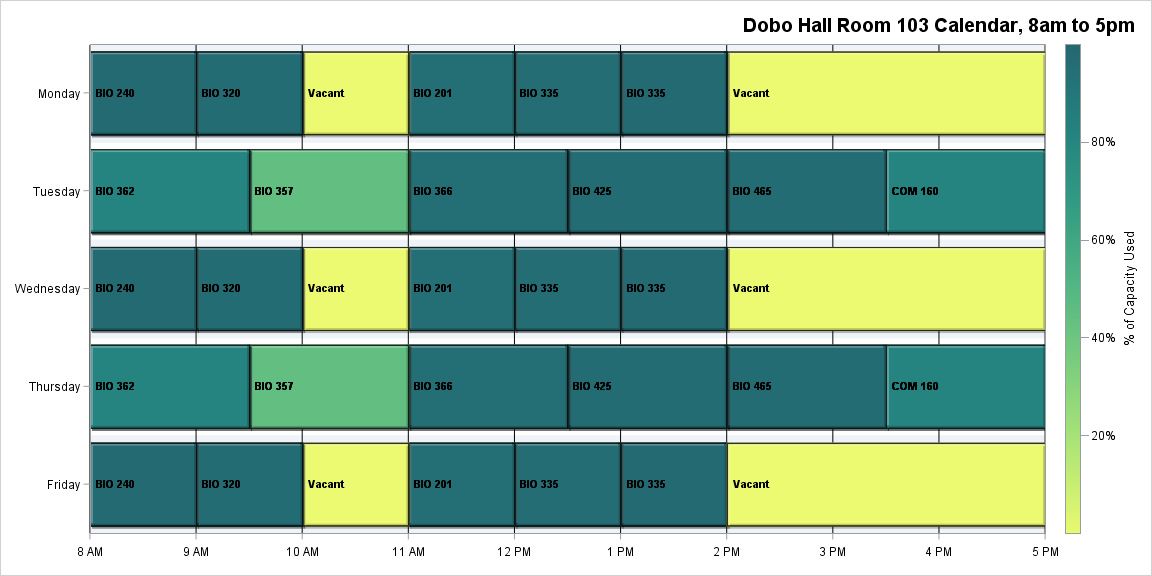 Dobo Hall Room 103 Calendar, 8am to 5pm
Monday BIO 240 BIO 320 Vacant BIO 201 BIO 335 BIO 335 Vacant
80%
Tuesday BIO 362 BIO 357 BIO 366 BIO 425 BIO 465 COM 160
60%
% of Capacity Used
Wednesday BIO 240 BIO 320 Vacant BIO 201 BIO 335 BIO 335 Vacant
40%
Thursday BIO 362 BIO 357 BIO 366 BIO 425 BIO 465 COM 160
20%
Friday BIO 240 BIO 320 Vacant BIO 201 BIO 335 BIO 335 Vacant
8 AM 9 AM 10 AM 11 AM 12 PM 1 PM 2 PM 3 PM 4 PM 5 PM